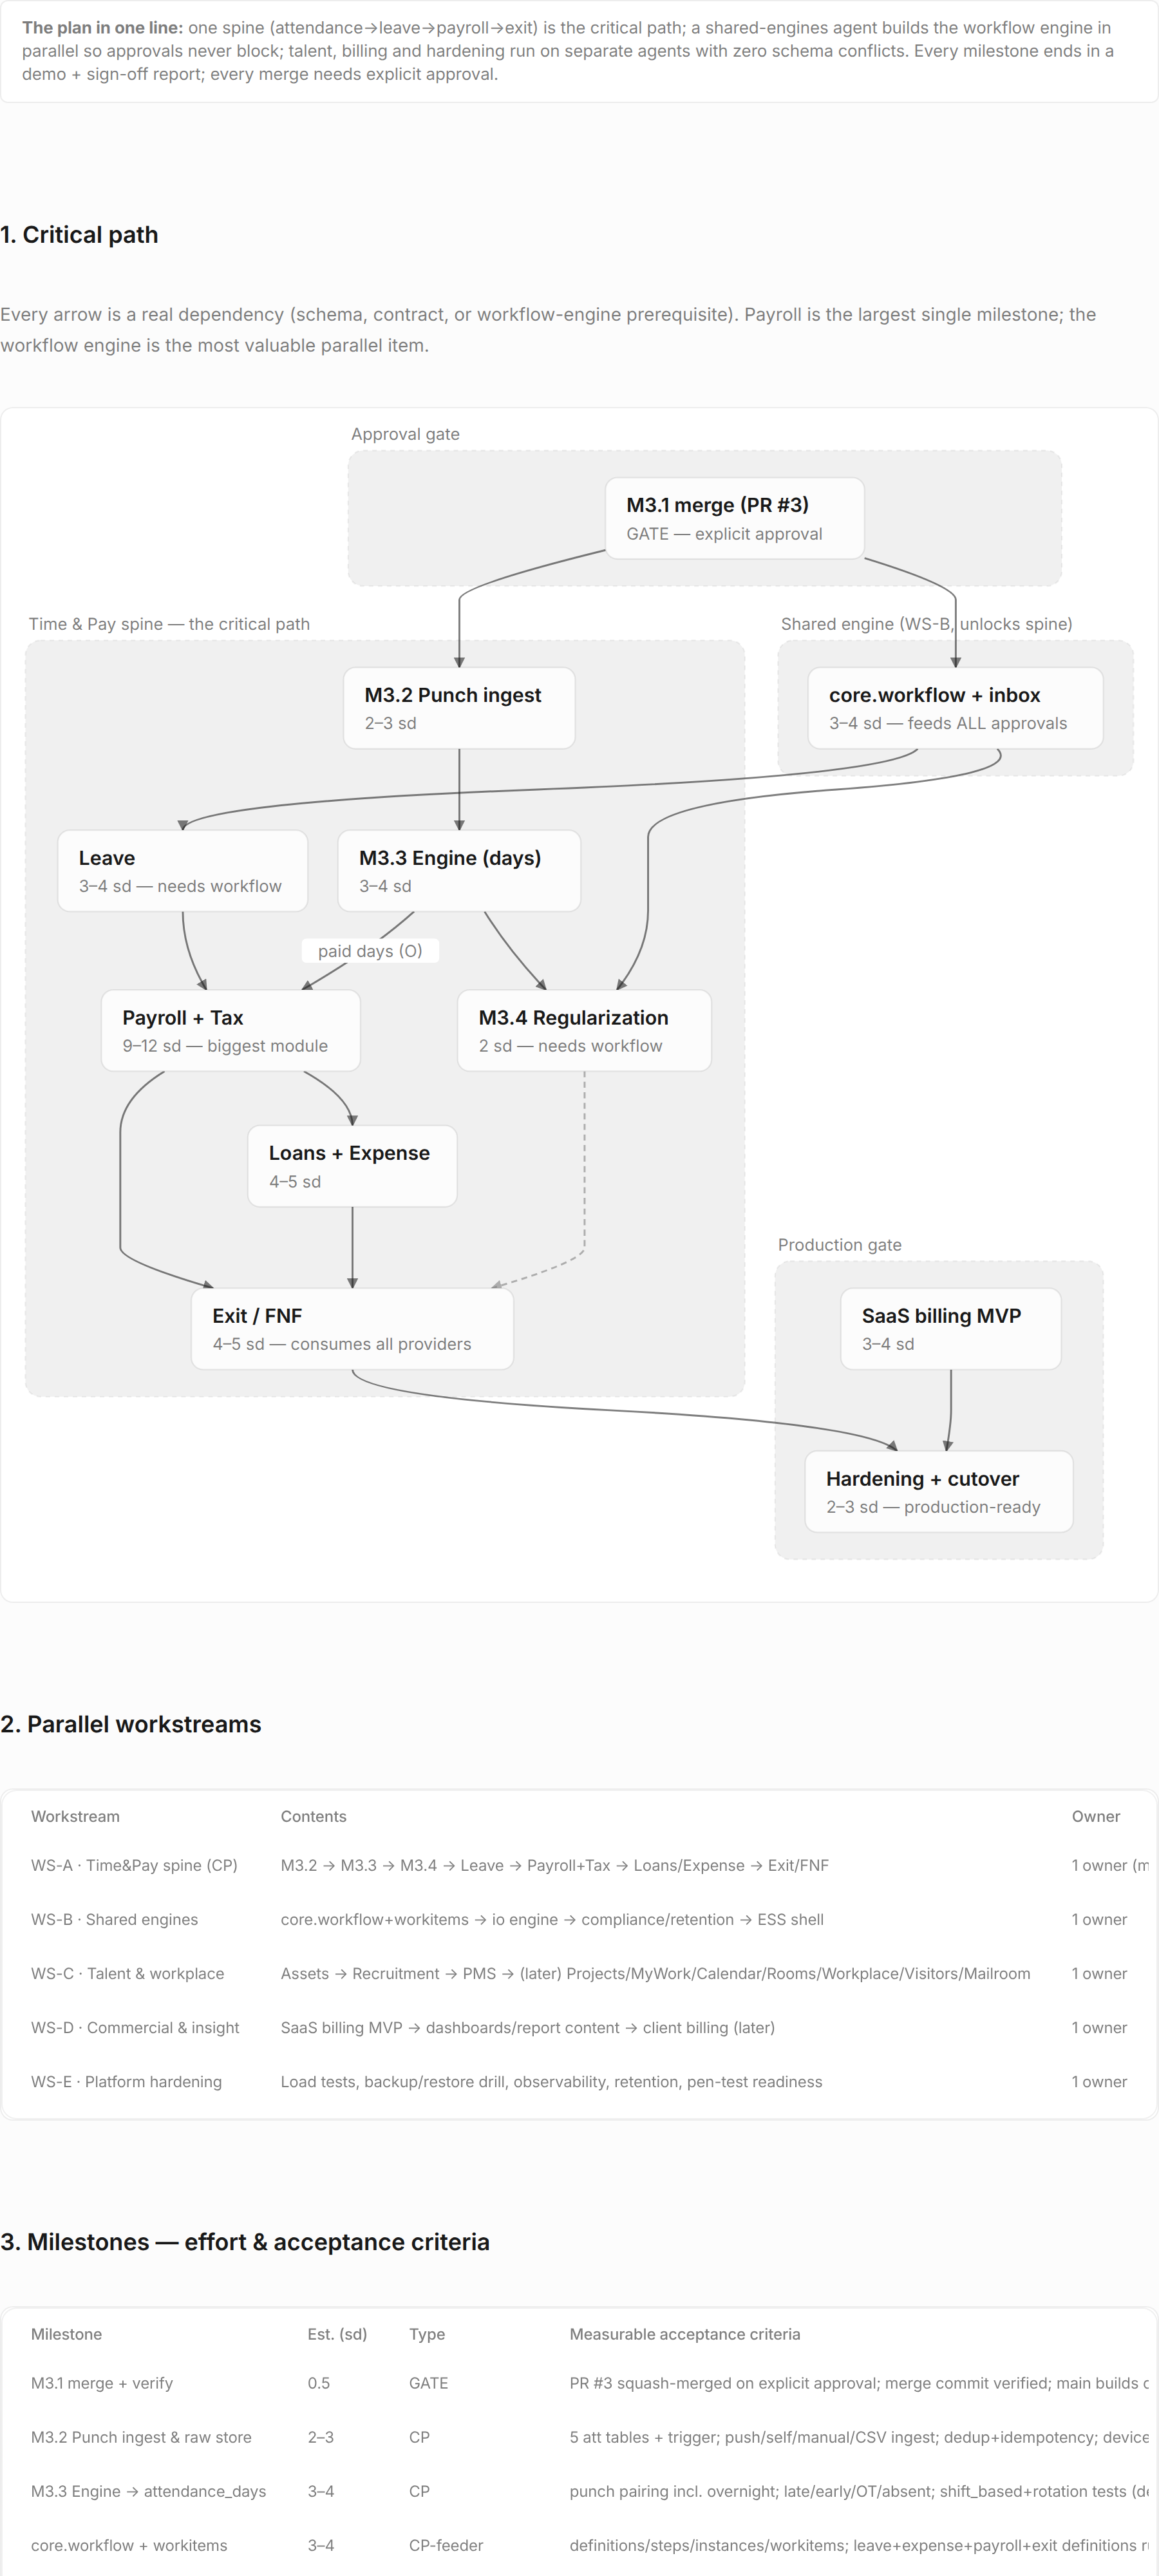 The plan in one line: one spine (attendance→leave→payroll→exit) is the critical path; a shared-engines agent builds the workflow engine in
parallel so approvals never block; talent, billing and hardening run on separate agents with zero schema conflicts. Every milestone ends in a
demo + sign-off report; every merge needs explicit approval.
1. Critical path
Every arrow is a real dependency (schema, contract, or workflow-engine prerequisite). Payroll is the largest single milestone; the
workflow engine is the most valuable parallel item.
Approval gate
M3.1 merge (PR #3)
GATE — explicit approval
Time & Pay spine — the critical path
Shared engine (WS-B, unlocks spine)
M3.2 Punch ingest
2–3 sd
core.workflow + inbox
3–4 sd — feeds ALL approvals
Leave
3–4 sd — needs workflow
M3.3 Engine (days)
3–4 sd
paid days (O)
Payroll + Tax
9–12 sd — biggest module
M3.4 Regularization
2 sd — needs workflow
Loans + Expense
4–5 sd
Production gate
Exit / FNF
4–5 sd — consumes all providers
SaaS billing MVP
3–4 sd
Hardening + cutover
2–3 sd — production-ready
2. Parallel workstreams
Workstream Contents Owner
WS-A · Time&Pay spine (CP) M3.2 → M3.3 → M3.4 → Leave → Payroll+Tax → Loans/Expense → Exit/FNF 1 owner (m
WS-B · Shared engines core.workflow+workitems → io engine → compliance/retention → ESS shell 1 owner
WS-C · Talent & workplace Assets → Recruitment → PMS → (later) Projects/MyWork/Calendar/Rooms/Workplace/Visitors/Mailroom 1 owner
WS-D · Commercial & insight SaaS billing MVP → dashboards/report content → client billing (later) 1 owner
WS-E · Platform hardening Load tests, backup/restore drill, observability, retention, pen-test readiness 1 owner
3. Milestones — effort & acceptance criteria
Milestone Est. (sd) Type Measurable acceptance criteria
M3.1 merge + verify 0.5 GATE PR #3 squash-merged on explicit approval; merge commit verified; main builds
M3.2 Punch ingest & raw store 2–3 CP 5 att tables + trigger; push/self/manual/CSV ingest; dedup+idempotency; device
M3.3 Engine → attendance_days 3–4 CP punch pairing incl. overnight; late/early/OT/absent; shift_based+rotation tests
core.workflow + workitems 3–4 CP-feeder definitions/steps/instances/workitems; leave+expense+payroll+exit definitions